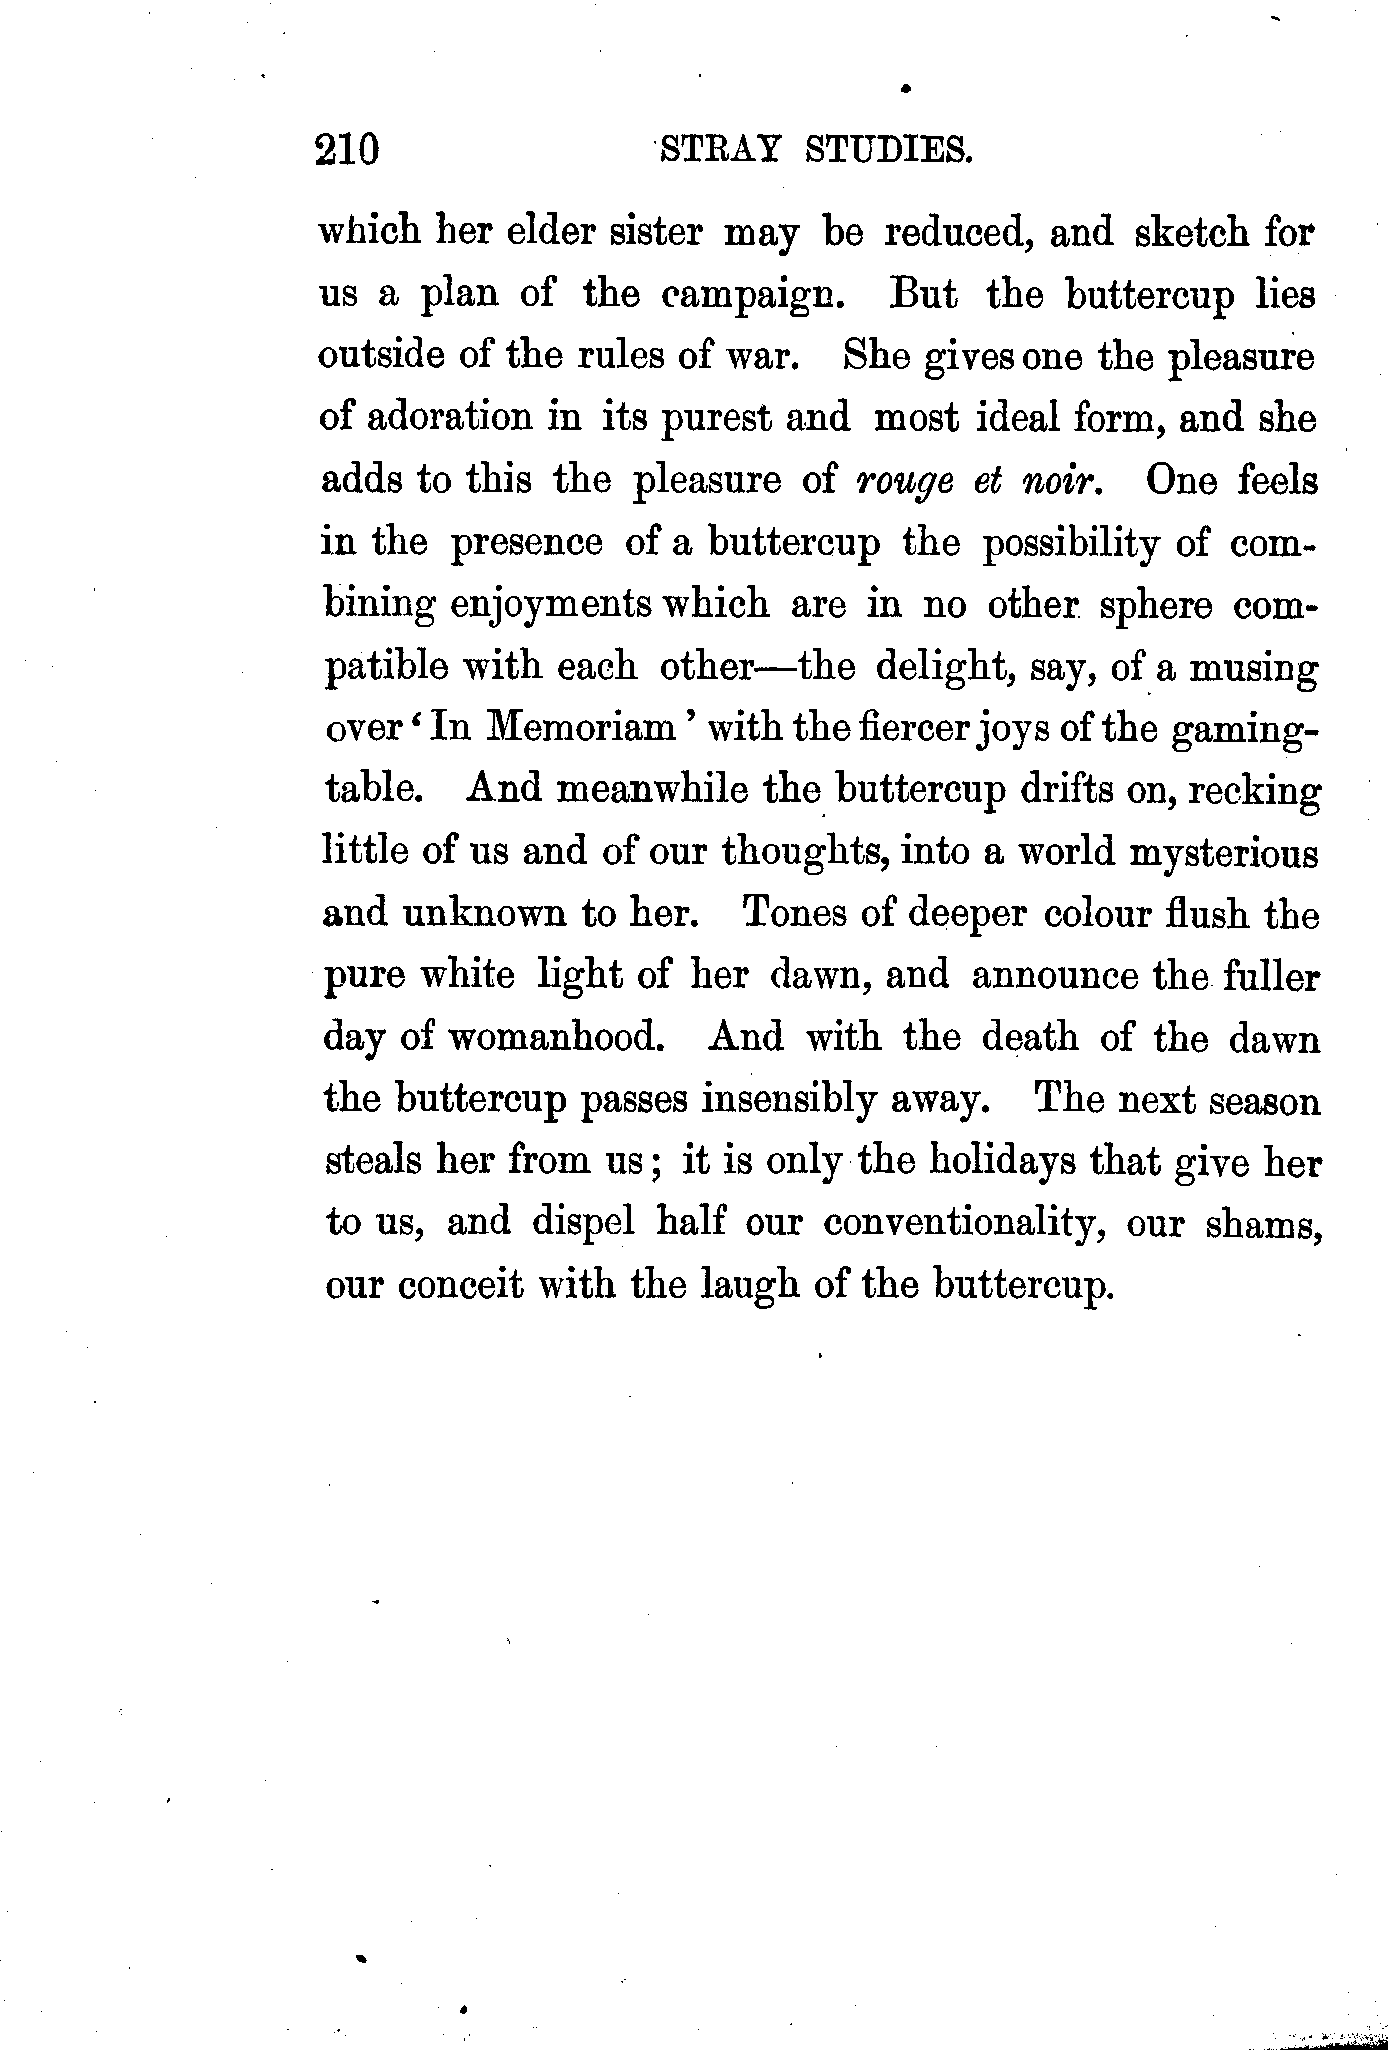 210 STRAY STUDIES.
which her elder sister may be reduced, and sketch for
us a plan of the campaign. But the buttercup lies
outside of the rules of war. She gives one the pleasure
of adoration in its purest and most ideal form, and she
adds to this the pleasure of rouge et noir. One feels
in the presence of a buttercup the possibility of com-
bining enjoyments which are in no other sphere com-
patible with each other—the delight, say, of a musing
over ‘In Memoriam’ with the fiercer joys of the gaming-
table. And meanwhile the buttercup drifts on, recking
little of us and of our thoughts, into a world mysterious
and unknown to her. Tones of deeper colour flush the
pure white light of her dawn, and announce the fuller
day of womanhood. And with the death of the dawn
the buttercup passes insensibly away. The next season
steals her from us; it is only the holidays that give her
to us, and dispel half our conventionality, our shams,
our conceit with the laugh of the buttercup.